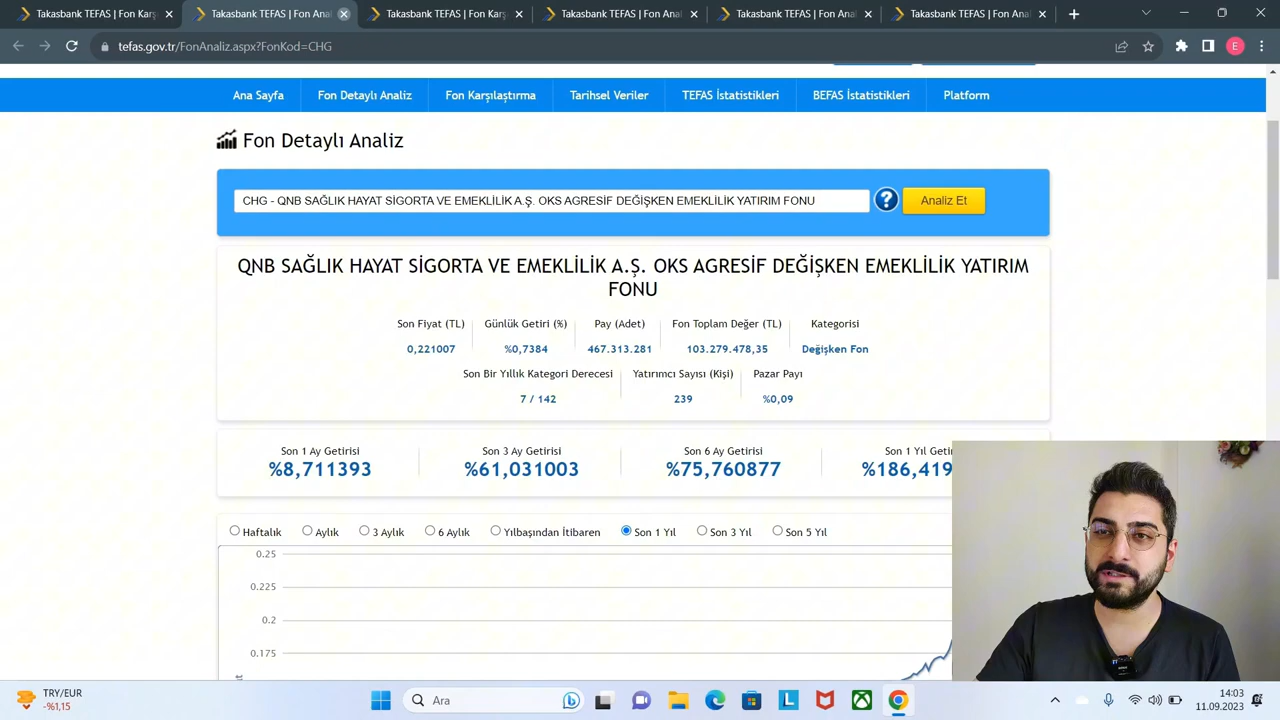 Takasbank TEFAS | Fon Karş
Takasbank TEFAS | Fon Anal
Takasbank TEFAS | Fon Karşı
Takasbank TEFAS | Fon Anal
Takasbank TEFAS | Fon Anal
Takasbank TEFAS | Fon Anal
tefas.gov.tr/FonAnaliz.aspx?FonKod=CHG
E
Ana Sayfa
Fon Detaylı Analiz
Fon Karşılaştırma
Tarihsel Veriler
TEFAS İstatistikleri
BEFAS İstatistikleri
Platform
Fon Detaylı Analiz
CHG - QNB SAĞLIK HAYAT SİGORTA VE EMEKLİLİK A.Ş. OKS AGRESİF DEĞİŞKEN EMEKLİLİK YATIRIM FONU
?
Analiz Et
QNB SAĞLIK HAYAT SİGORTA VE EMEKLİLİK A.Ş. OKS AGRESİF DEĞİŞKEN EMEKLİLİK YATIRIM
FONU
Son Fiyat (TL)
Günlük Getiri (%)
Pay (Adet)
Fon Toplam Değer (TL)
Kategorisi
0,221007
%0,7384
467.313.281
103.279.478,35
Değişken Fon
Son Bir Yıllık Kategori Derecesi
Yatırımcı Sayısı (Kişi)
Pazar Payı
7 / 142
239
%0,09
Son 1 Ay Getirisi
Son 3 Ay Getirisi
Son 6 Ay Getirisi
Son 1 Yıl Getir
%8,711393
%61,031003
%75,760877
%186,419
Haftalık
Aylık
3 Aylık
6 Aylık
Yılbaşından İtibaren
Son 1 Yıl
Son 3 Yıl
Son 5 Yıl
0.25
0.225
0.2
0.175
TRY/EUR
-%1,15
Ara
14:03
11.09.2023